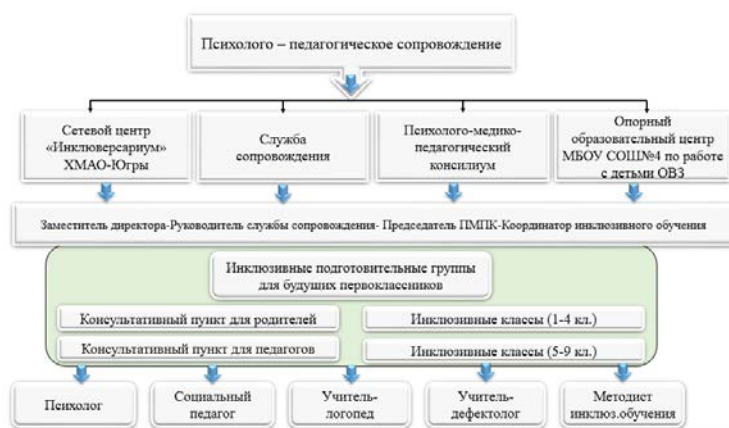 Психолого – педагогическое сопровождение
Сетевой центр
«Инклюверсариум»
ХМАО-Югры
Служба
сопровождения
Психолого-медико-
педагогический
консилиум
Опорный
образовательный центр
МБОУ СОШ№4 по работе
с детьми ОВЗ
Заместитель директора-Руководитель службы сопровождения- Председатель ПМПК-Координатор инклюзивного обучения
Инклюзивные подготовительные группы
для будущих первоклассников
Консультативный пункт для родителей
Инклюзивные классы (1-4 кл.)
Консультативный пункт для педагогов
Инклюзивные классы (5-9 кл.)
Психолог
Социальный
педагог
Учитель-
логопед
Учитель-
дефектолог
Методист
инклюз.обучения